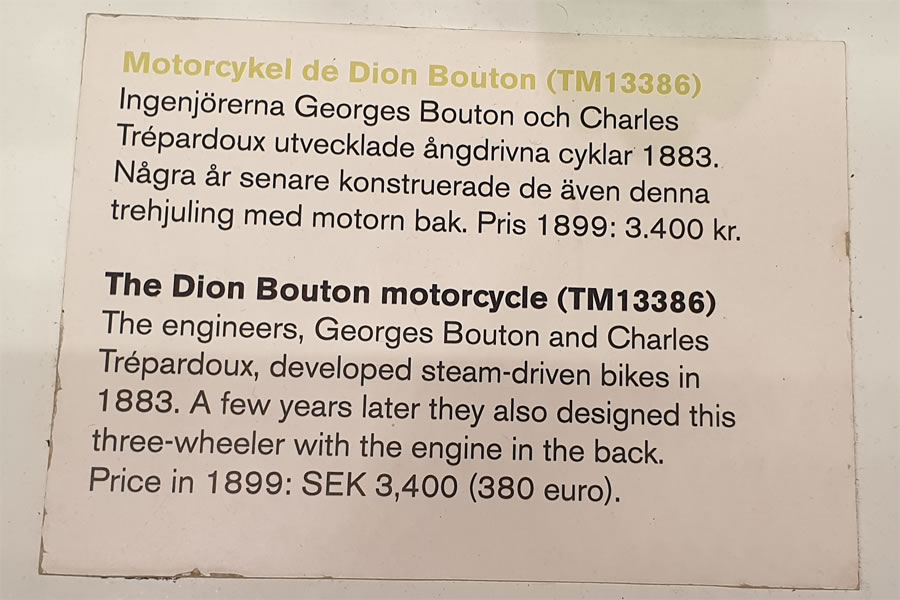 Motorcykel de Dion Bouton (TM13386)
Ingenjörerna Georges Bouton och Charles
Trépardoux utvecklade ångdrivna cyklar 1883.
Några år senare konstruerade de även denna
trehjuling med motorn bak. Pris 1899: 3.400 kr.
The Dion Bouton motorcycle (TM13386)
The engineers, Georges Bouton and Charles
Trépardoux, developed steam-driven bikes in
1883. A few years later they also designed this
three-wheeler with the engine in the back.
Price in 1899: SEK 3,400 (380 euro).